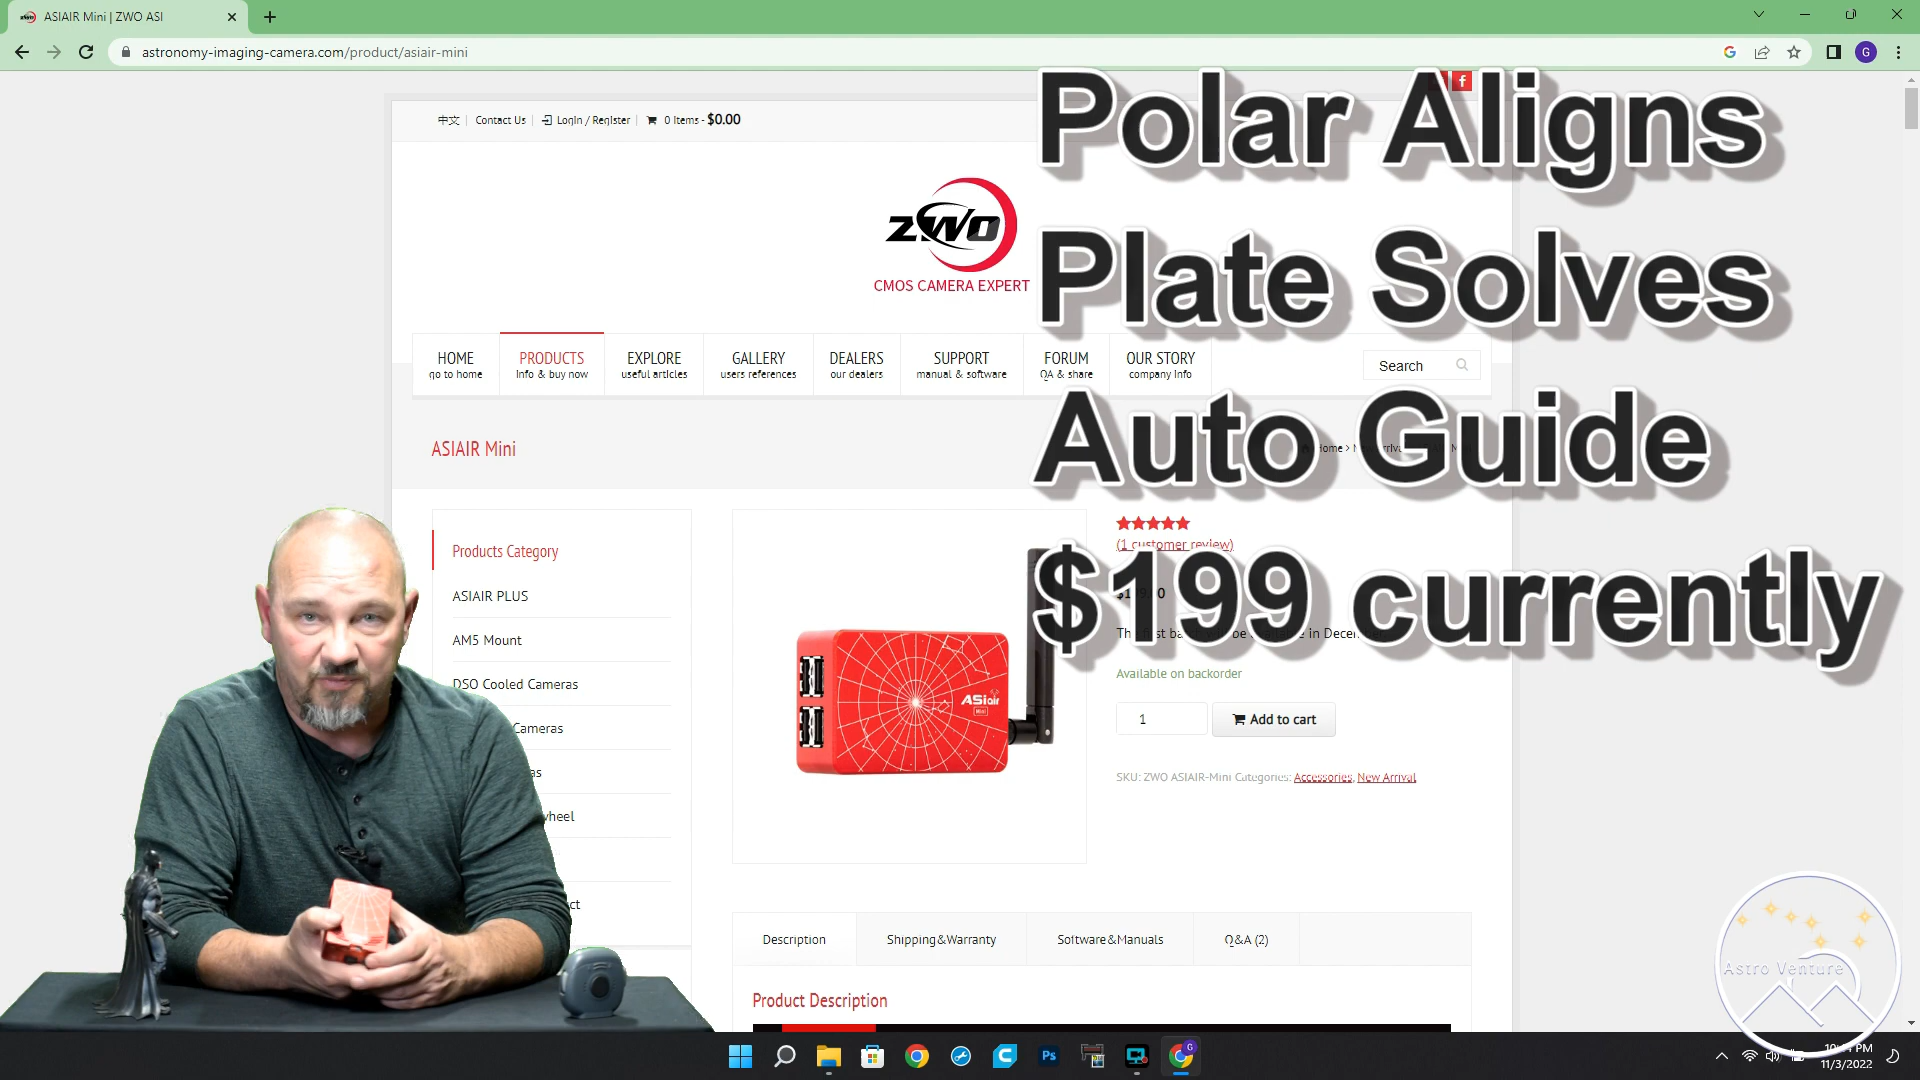 ASIAIR Mini | ZWO ASI
astronomy-imaging-camera.com/product/asiair-mini
G
中文 | Contact Us | Login / Register | 0 Items - $0.00
Polar Aligns
Plate Solves
Auto Guide
$199 currently
ZWO
CMOS CAMERA EXPERT
HOME
go to home
PRODUCTS
Info & buy now
EXPLORE
useful articles
GALLERY
users references
DEALERS
our dealers
SUPPORT
manual & software
FORUM
QA & share
OUR STORY
company Info
Search
ASIAIR Mini
Home >
Products Category
ASIAIR PLUS
AM5 Mount
DSO Cooled Cameras
Cameras
(1 customer review)
in
Available on backorder
1
Add to cart
SKU: ZWO ASIAIR-Mini Categories: Accessories, New Arrival
ASIair
Mini
Description
Shipping&Warranty
Software&Manuals
Q&A (2)
Product Description
Astro Venture
Ps
G
PM
11/3/2022